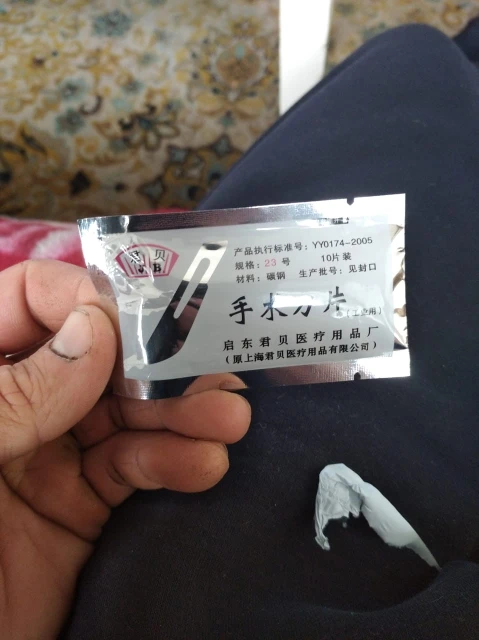 君贝
产品执行标准号：YY0174-2005
规格：23 号 10片装
材料：碳钢 生产批号：见封口
手术刀片（工业用）
启东君贝医疗用品厂
（原上海君贝医疗用品有限公司）